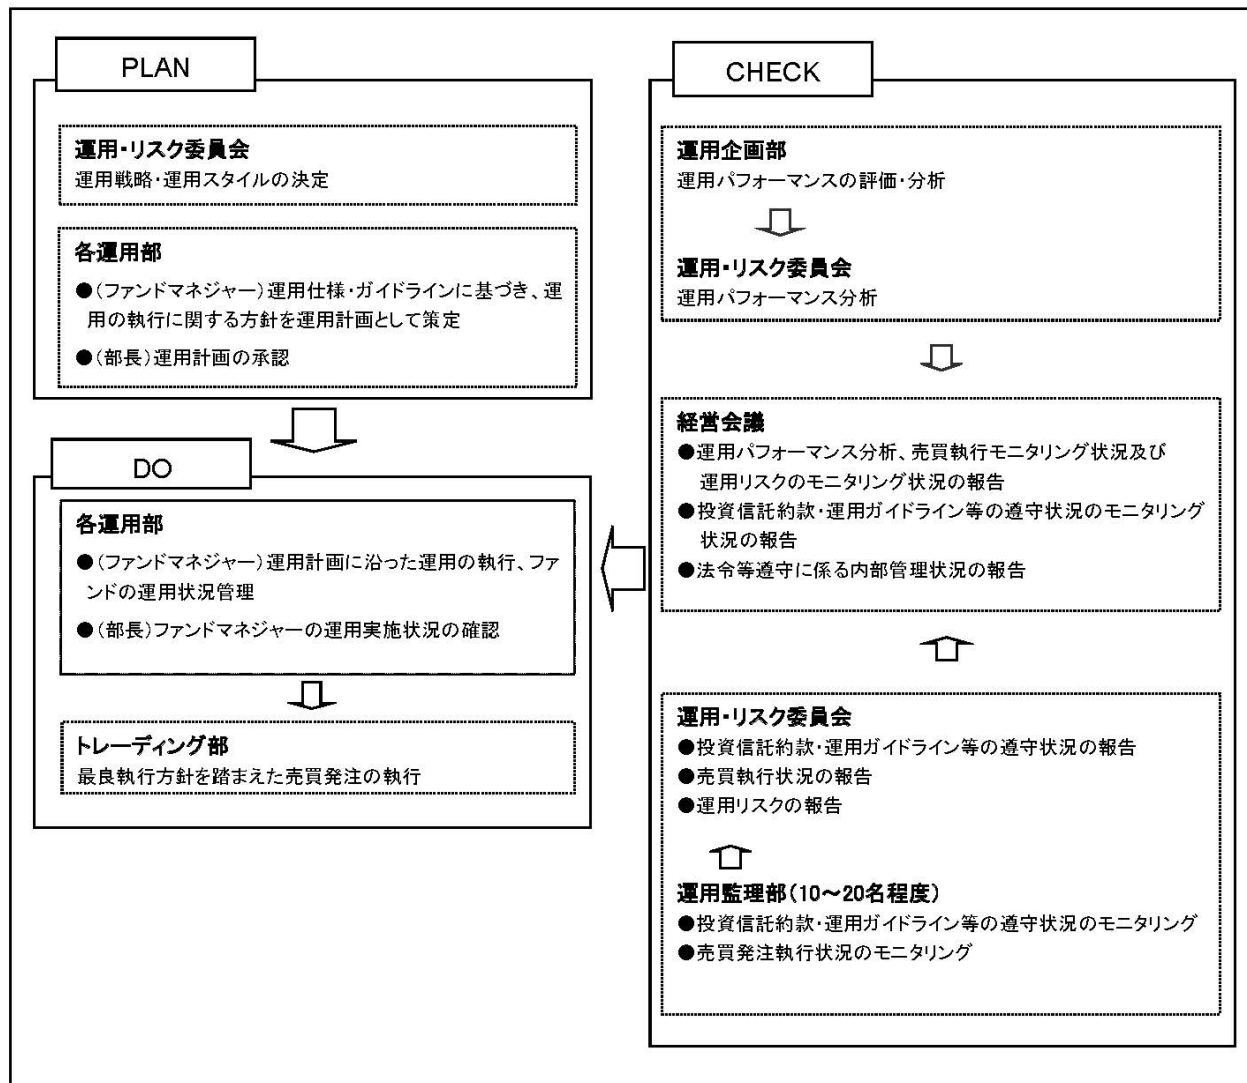 PLAN
運用・リスク委員会
運用戦略・運用スタイルの決定
各運用部
●(ファンドマネジャー)運用仕様・ガイドラインに基づき、運
用の執行に関する方針を運用計画として策定
●(部長)運用計画の承認
DO
各運用部
●(ファンドマネジャー)運用計画に沿った運用の執行、ファ
ンドの運用状況管理
●(部長)ファンドマネジャーの運用実施状況の確認
トレーディング部
最良執行方針を踏まえた売買発注の執行
CHECK
運用企画部
運用パフォーマンスの評価・分析
運用・リスク委員会
運用パフォーマンス分析
経営会議
●運用パフォーマンス分析、売買執行モニタリング状況及び
運用リスクのモニタリング状況の報告
●投資信託約款・運用ガイドライン等の遵守状況のモニタリング
状況の報告
●法令等遵守に係る内部管理状況の報告
運用・リスク委員会
●投資信託約款・運用ガイドライン等の遵守状況の報告
●売買執行状況の報告
●運用リスクの報告
運用監理部(10～20名程度)
●投資信託約款・運用ガイドライン等の遵守状況のモニタリング
●売買発注執行状況のモニタリング